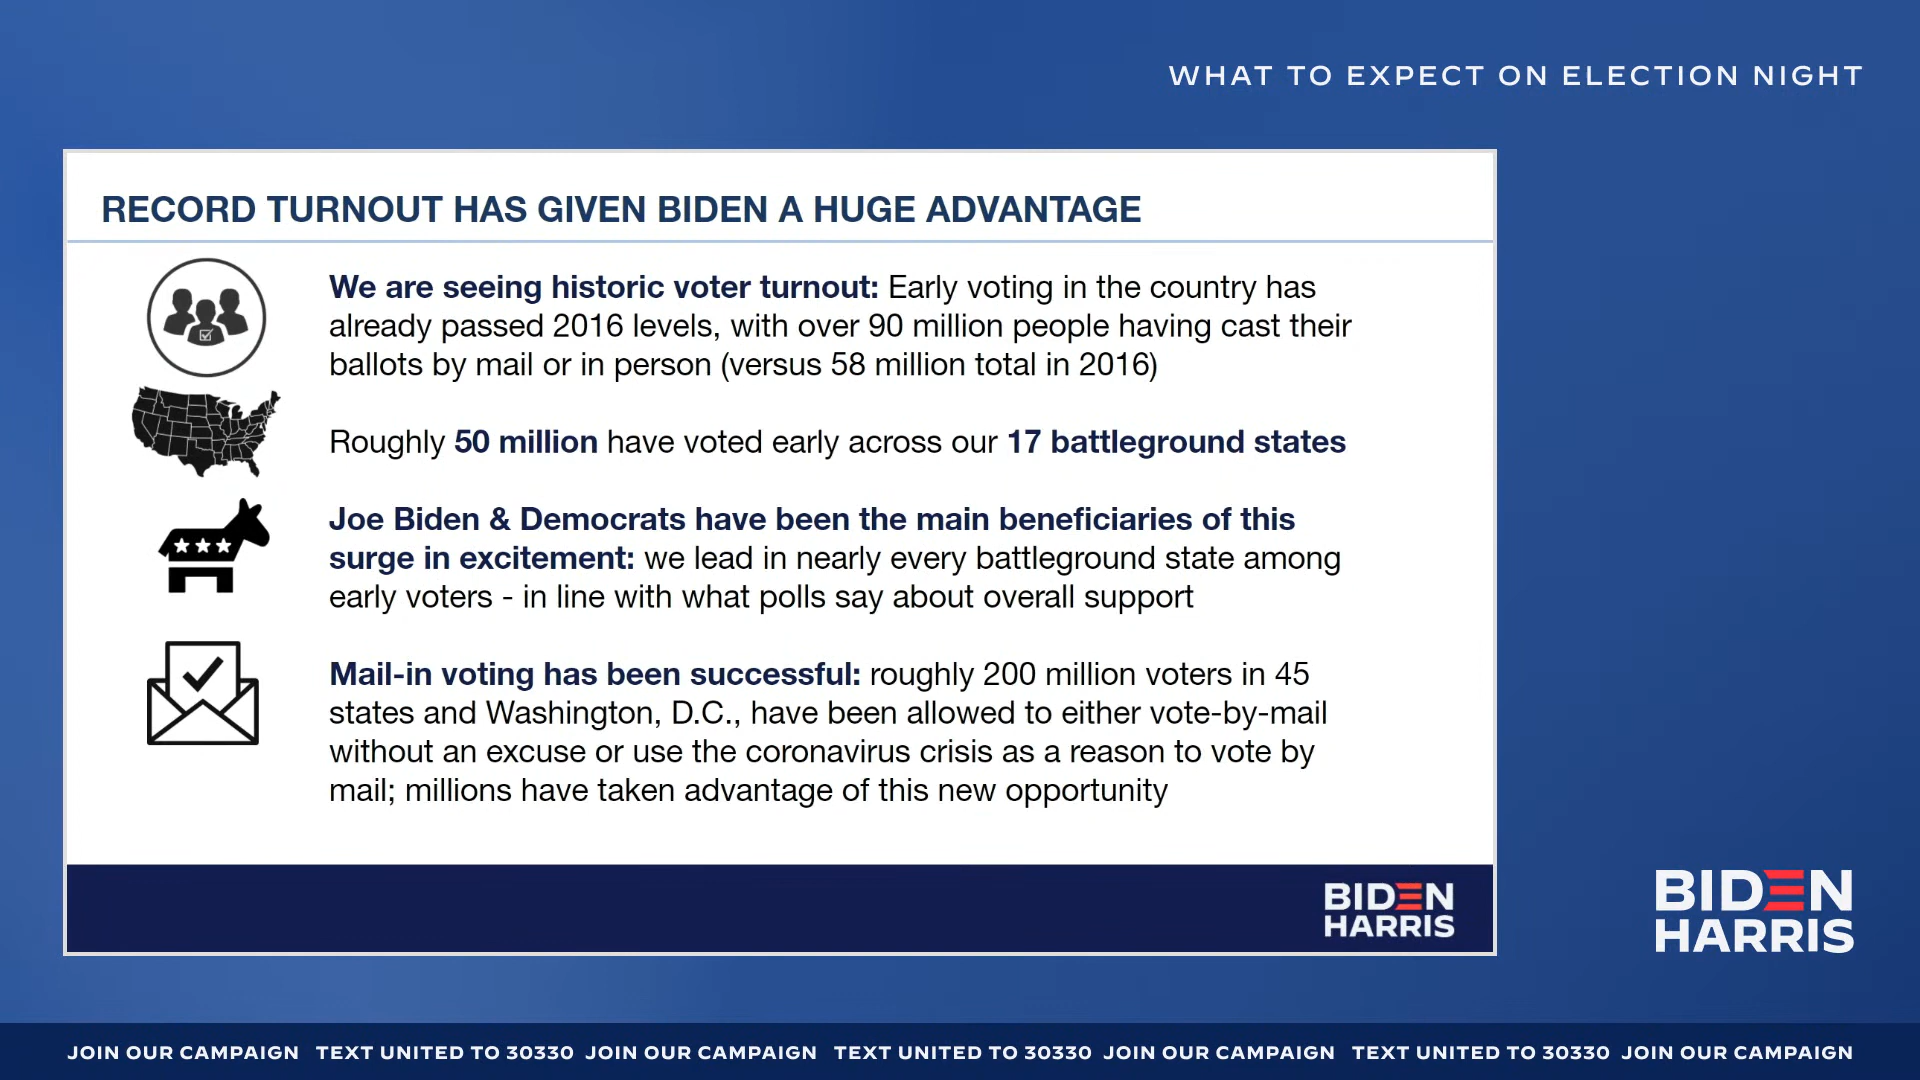 WHAT TO EXPECT ON ELECTION NIGHT
RECORD TURNOUT HAS GIVEN BIDEN A HUGE ADVANTAGE
We are seeing historic voter turnout: Early voting in the country has
already passed 2016 levels, with over 90 million people having cast their
ballots by mail or in person (versus 58 million total in 2016)
Roughly 50 million have voted early across our 17 battleground states
Joe Biden & Democrats have been the main beneficiaries of this
surge in excitement: we lead in nearly every battleground state among
early voters - in line with what polls say about overall support
Mail-in voting has been successful: roughly 200 million voters in 45
states and Washington, D.C., have been allowed to either vote-by-mail
without an excuse or use the coronavirus crisis as a reason to vote by
mail; millions have taken advantage of this new opportunity
BIDEN
HARRIS
BIDEN
HARRIS
JOIN OUR CAMPAIGN TEXT UNITED TO 30330 JOIN OUR CAMPAIGN TEXT UNITED TO 30330 JOIN OUR CAMPAIGN TEXT UNITED TO 30330 JOIN OUR CAMPAIGN